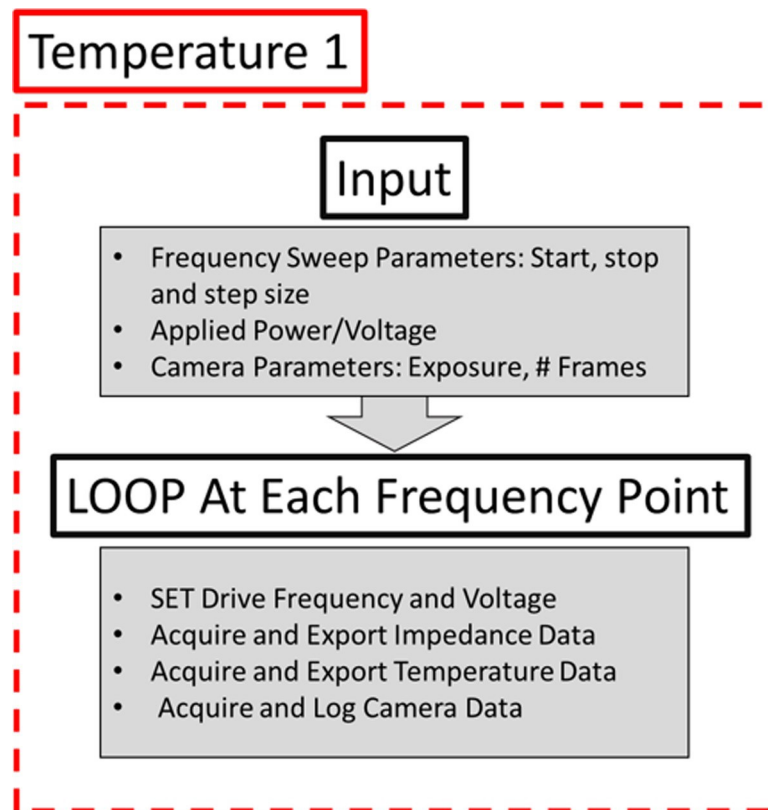 Temperature 1
Input
• Frequency Sweep Parameters: Start, stop
and step size
• Applied Power/Voltage
• Camera Parameters: Exposure, # Frames
LOOP At Each Frequency Point
• SET Drive Frequency and Voltage
• Acquire and Export Impedance Data
• Acquire and Export Temperature Data
• Acquire and Log Camera Data